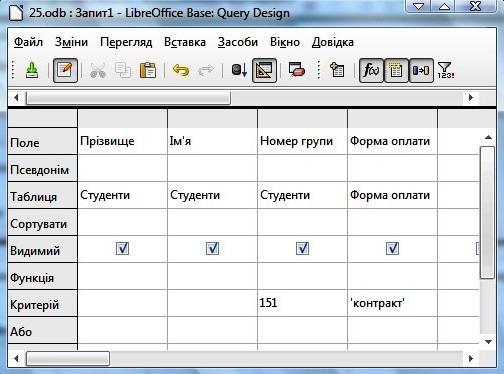 25.odb : Запит1 - LibreOffice Base: Query Design
Файл Зміни Перегляд Вставка Засоби Вікно Довідка
f(x) 123!
Поле Прізвище Ім'я Номер групи Форма оплати
Псевдонім
Таблиця Студенти Студенти Студенти Форма оплати
Сортувати
Видимий
Функція
Критерій 151 'контракт'
Або